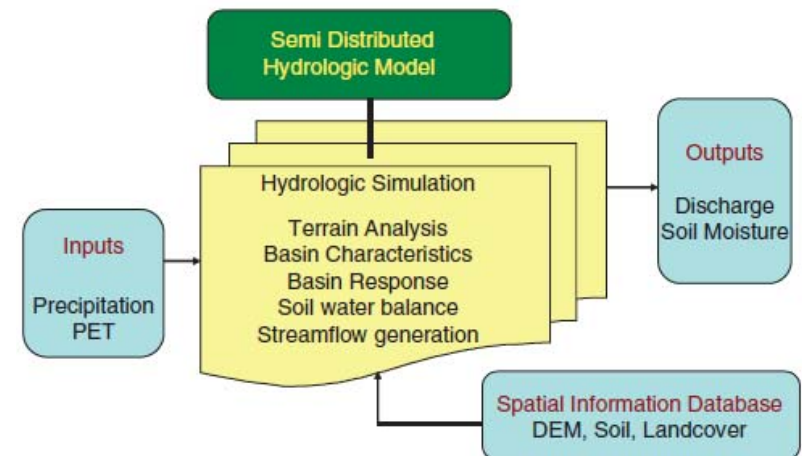 Semi Distributed
Hydrologic Model
Hydrologic Simulation
Terrain Analysis
Basin Characteristics
Basin Response
Soil water balance
Streamflow generation
Inputs
Precipitation
PET
Outputs
Discharge
Soil Moisture
Spatial Information Database
DEM, Soil, Landcover